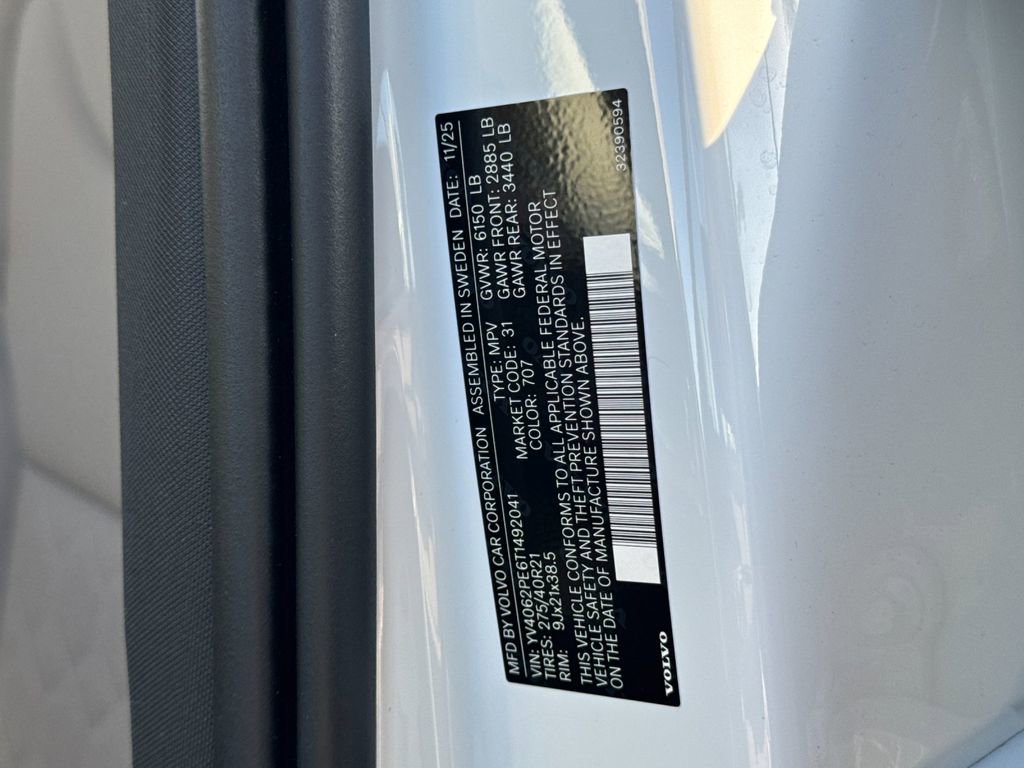 MFD BY VOLVO CAR CORPORATION ASSEMBLED IN SWEDEN DATE: 11/25
VIN: YV4062PE6T1492041 TYPE: MPV GVWR: 6150 LB
TIRES: 275/40R21 MARKET CODE: 31 GAWR FRONT: 2885 LB
RIM: 9Jx21x38.5 COLOR: 707 GAWR REAR: 3440 LB
THIS VEHICLE CONFORMS TO ALL APPLICABLE FEDERAL MOTOR
VEHICLE SAFETY AND THEFT PREVENTION STANDARDS IN EFFECT
ON THE DATE OF MANUFACTURE SHOWN ABOVE.
32390594
VOLVO